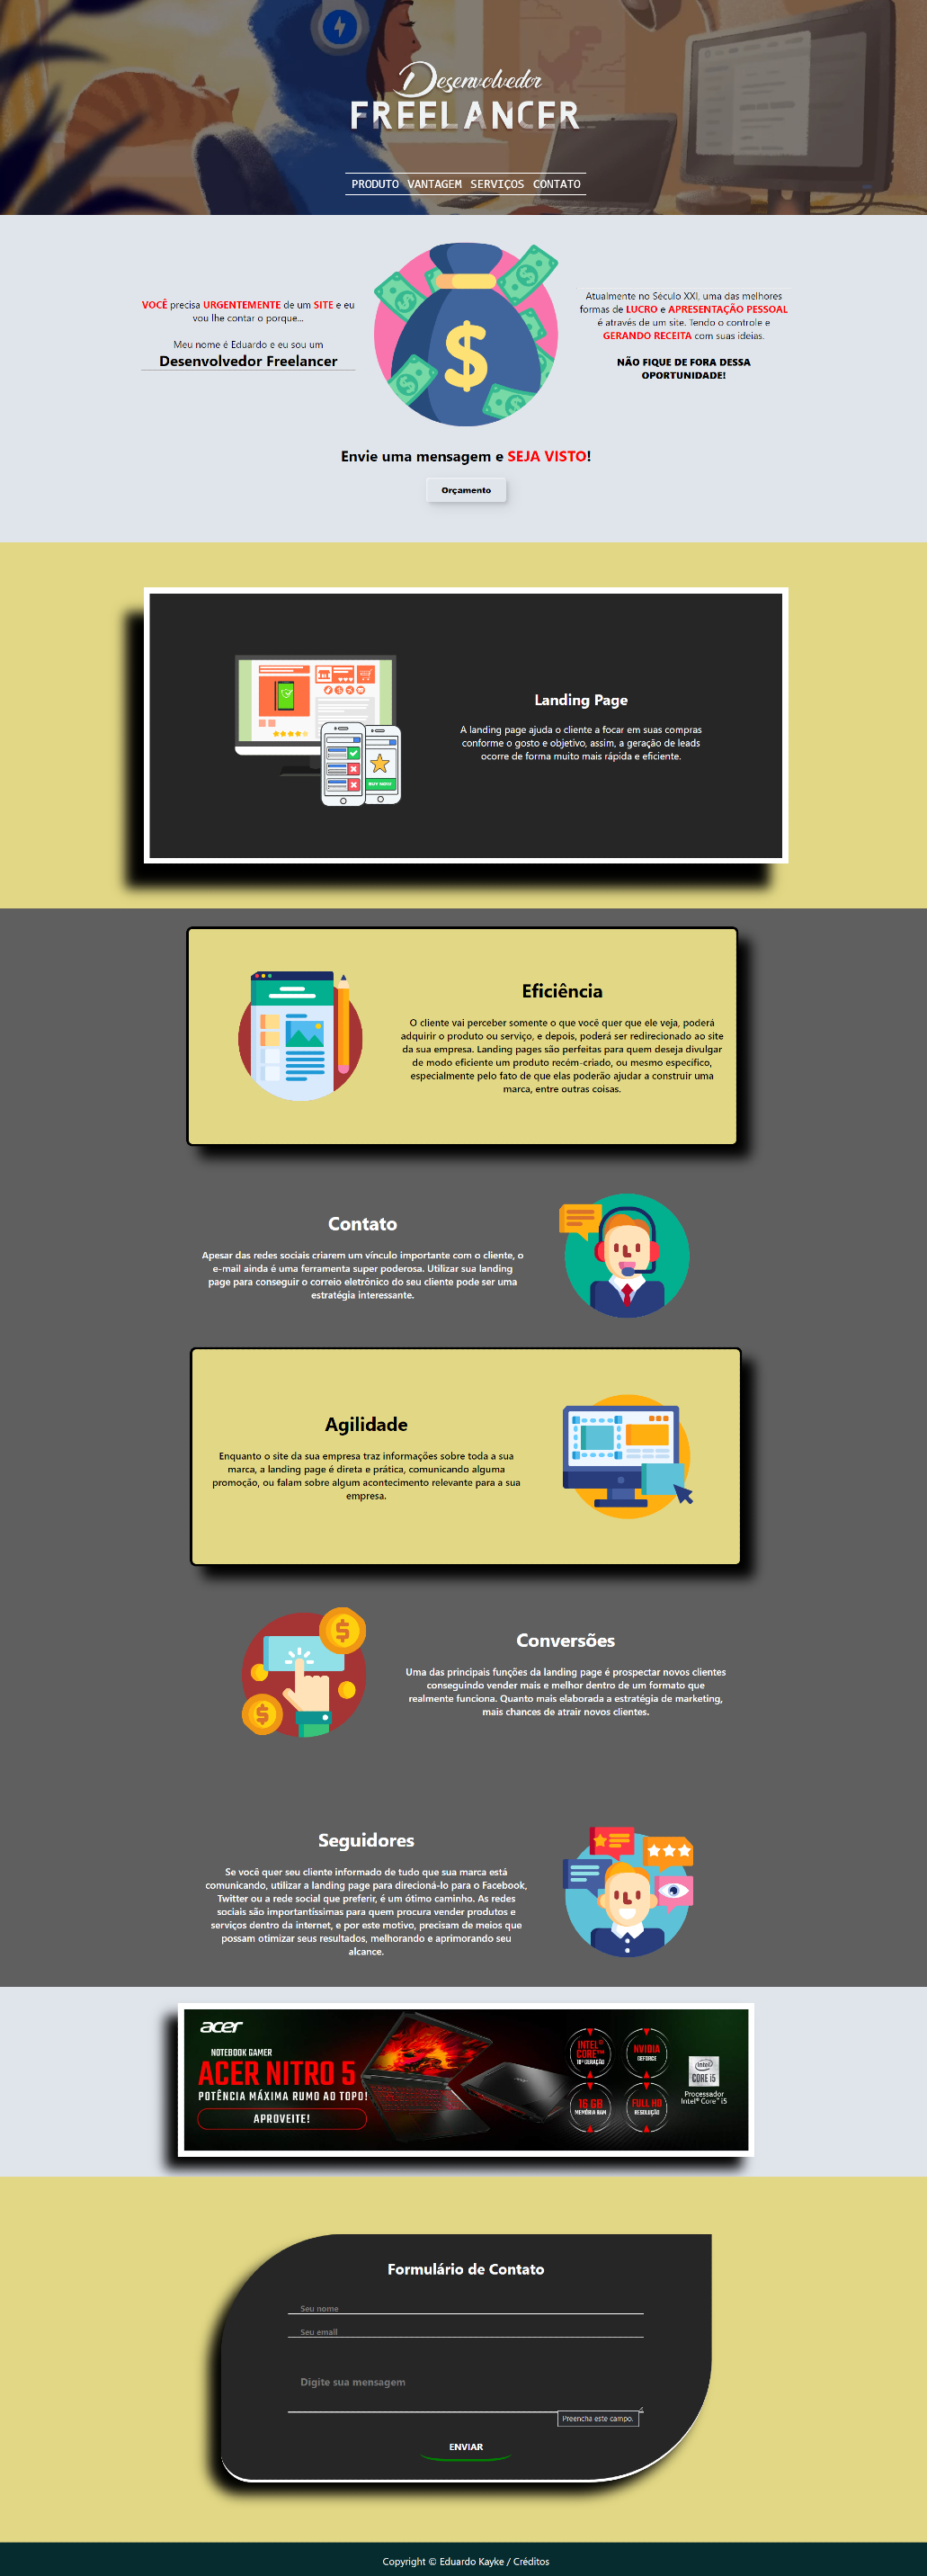 Desenvolvedor
FREELANCER
PRODUTO VANTAGEM SERVIÇOS CONTATO
VOCÊ precisa URGENTEMENTE de um SITE e eu
vou lhe contar o porque...
Meu nome é Eduardo e eu sou um
Desenvolvedor Freelancer
$
Atualmente no Século XXI, uma das melhores
formas de LUCRO e APRESENTAÇÃO PESSOAL
é através de um site. Tendo o controle e
GERANDO RECEITA com suas ideias.
NÃO FIQUE DE FORA DESSA
OPORTUNIDADE!
Envie uma mensagem e SEJA VISTO!
Orçamento
BUY NOW
Landing Page
A landing page ajuda o cliente a focar em suas compras
conforme o gosto e objetivo, assim, a geração de leads
ocorre de forma muito mais rápida e eficiente.
Eficiência
O cliente vai perceber somente o que você quer que ele veja, poderá
adquirir o produto ou serviço, e depois, poderá ser redirecionado ao site
da sua empresa. Landing pages são perfeitas para quem deseja divulgar
de modo eficiente um produto recém-criado, ou mesmo especifico,
especialmente pelo fato de que elas poderão ajudar a construir uma
marca, entre outras coisas.
Contato
Apesar das redes sociais criarem um vínculo importante com o cliente, o
e-mail ainda é uma ferramenta super poderosa. Utilizar sua landing
page para conseguir o correio eletrônico do seu cliente pode ser uma
estratégia interessante.
Agilidade
Enquanto o site da sua empresa traz informações sobre toda a sua
marca, a landing page é direta e prática, comunicando alguma
promoção, ou falam sobre algum acontecimento relevante para a sua
empresa.
Conversões
Uma das principais funções da landing page é prospectar novos clientes
conseguindo vender mais e melhor dentro de um formato que
realmente funciona. Quanto mais elaborada a estratégia de marketing,
mais chances de atrair novos clientes.
Seguidores
Se você quer seu cliente informado de tudo que sua marca está
comunicando, utilizar a landing page para direcioná-lo para o Facebook,
Twitter ou a rede social que preferir, é um ótimo caminho. As redes
sociais são importantíssimas para quem procura vender produtos e
serviços dentro da internet, e por este motivo, precisam de meios que
possam otimizar seus resultados, melhorando e aprimorando seu
alcance.
acer
NOTEBOOK GAMER
ACER NITRO 5
POTÊNCIA MÁXIMA RUMO AO TOPO!
APROVEITE!
INTEL®
CORE™
10ª GERAÇÃO
NVIDIA
GEFORCE
16 GB
MEMÓRIA RAM
FULL HD
RESOLUÇÃO
intel
CORE i5
Processador
Intel® Core™ i5
Formulário de Contato
Seu nome
Seu email
Digite sua mensagem
Preencha este campo.
ENVIAR
Copyright © Eduardo Kayke / Créditos